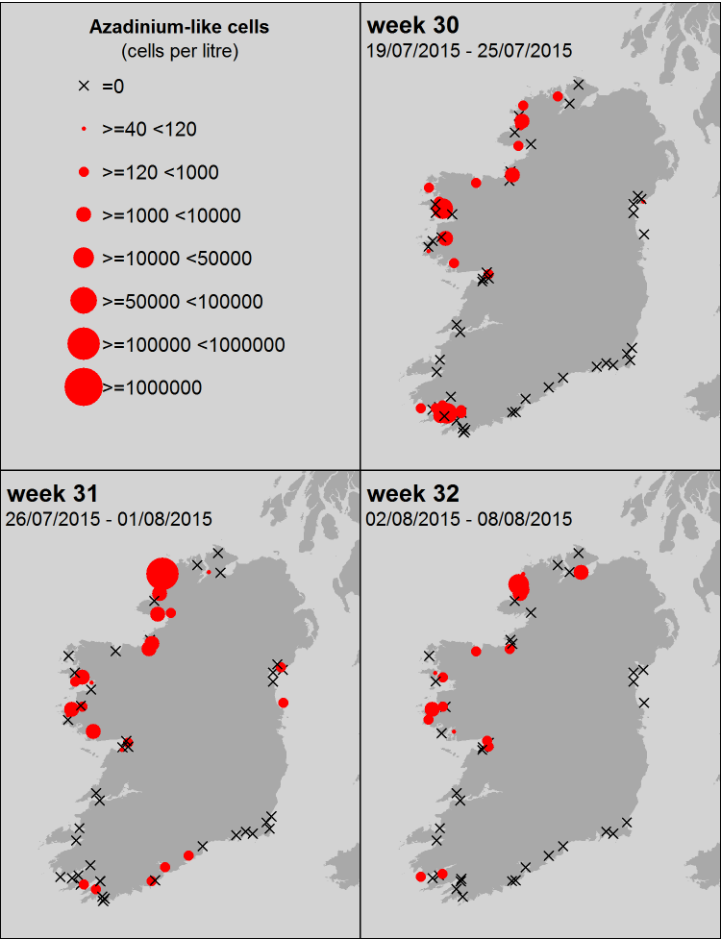 Azadinium-like cells
(cells per litre)
=0
>=40 <120
>=120 <1000
>=1000 <10000
>=10000 <50000
>=50000 <100000
>=100000 <1000000
>=1000000
week 30
19/07/2015 - 25/07/2015
week 31
26/07/2015 - 01/08/2015
week 32
02/08/2015 - 08/08/2015